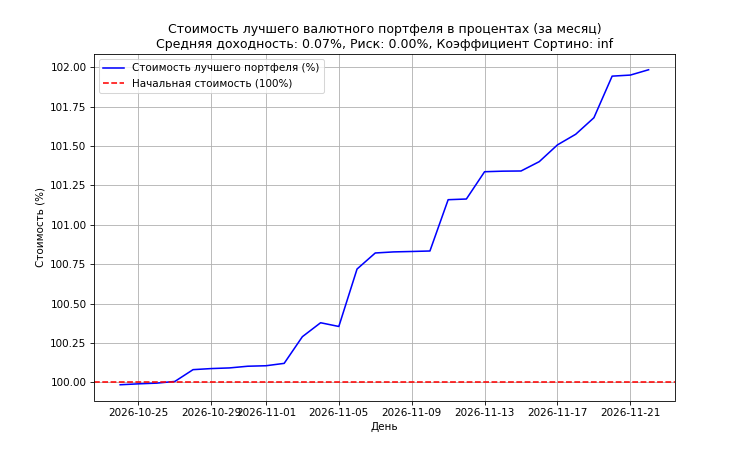 Стоимость лучшего валютного портфеля в процентах (за месяц)
Средняя доходность: 0.07%, Риск: 0.00%, Коэффициент Сортино: inf
Стоимость лучшего портфеля (%)
Начальная стоимость (100%)
102.00
101.75
101.50
101.25
101.00
100.75
100.50
100.25
100.00
Стоимость (%)
2026-10-25 2026-10-29 2026-11-01 2026-11-05 2026-11-09 2026-11-13 2026-11-17 2026-11-21
День